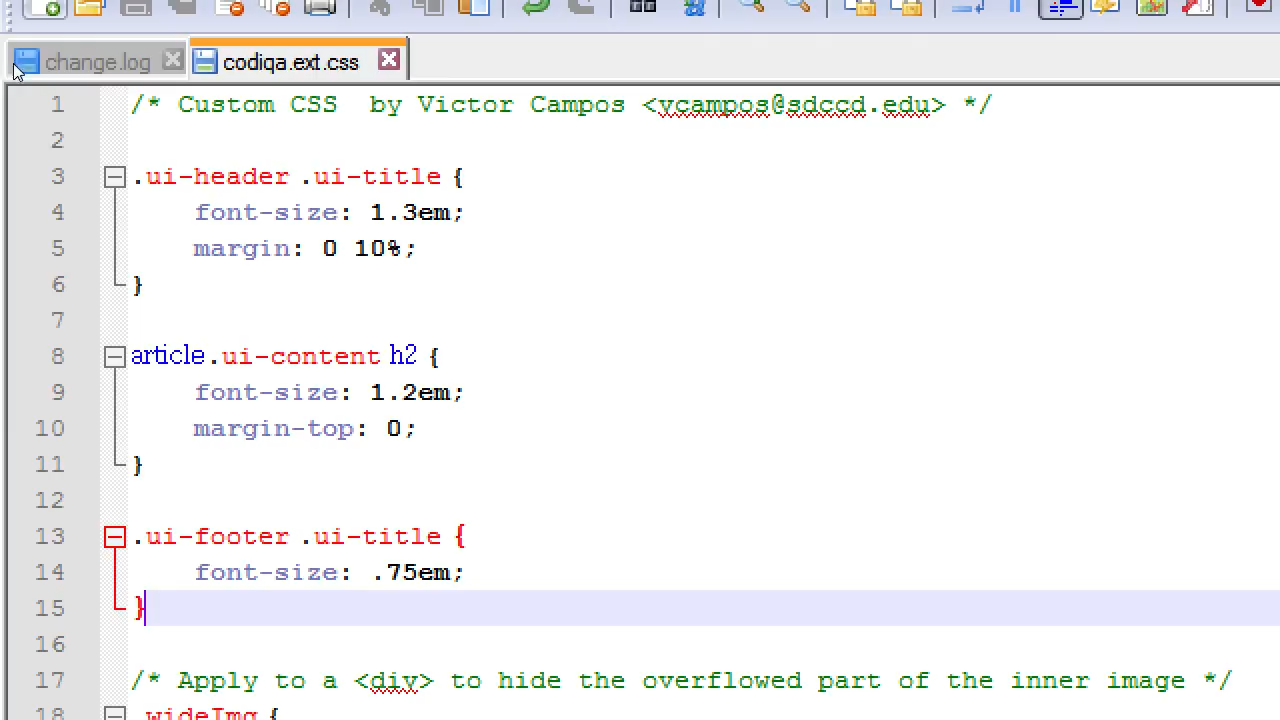 change.log codiqa.ext.css
1 /* Custom CSS  by Victor Campos <vcampos@sdccd.edu> */
2
3 .ui-header .ui-title {
4 font-size: 1.3em;
5 margin: 0 10%;
6 }
7
8 article.ui-content h2 {
9 font-size: 1.2em;
10 margin-top: 0;
11 }
12
13 .ui-footer .ui-title {
14 font-size: .75em;
15 }
16
17 /* Apply to a <div> to hide the overflowed part of the inner image */
18 .wideImg {